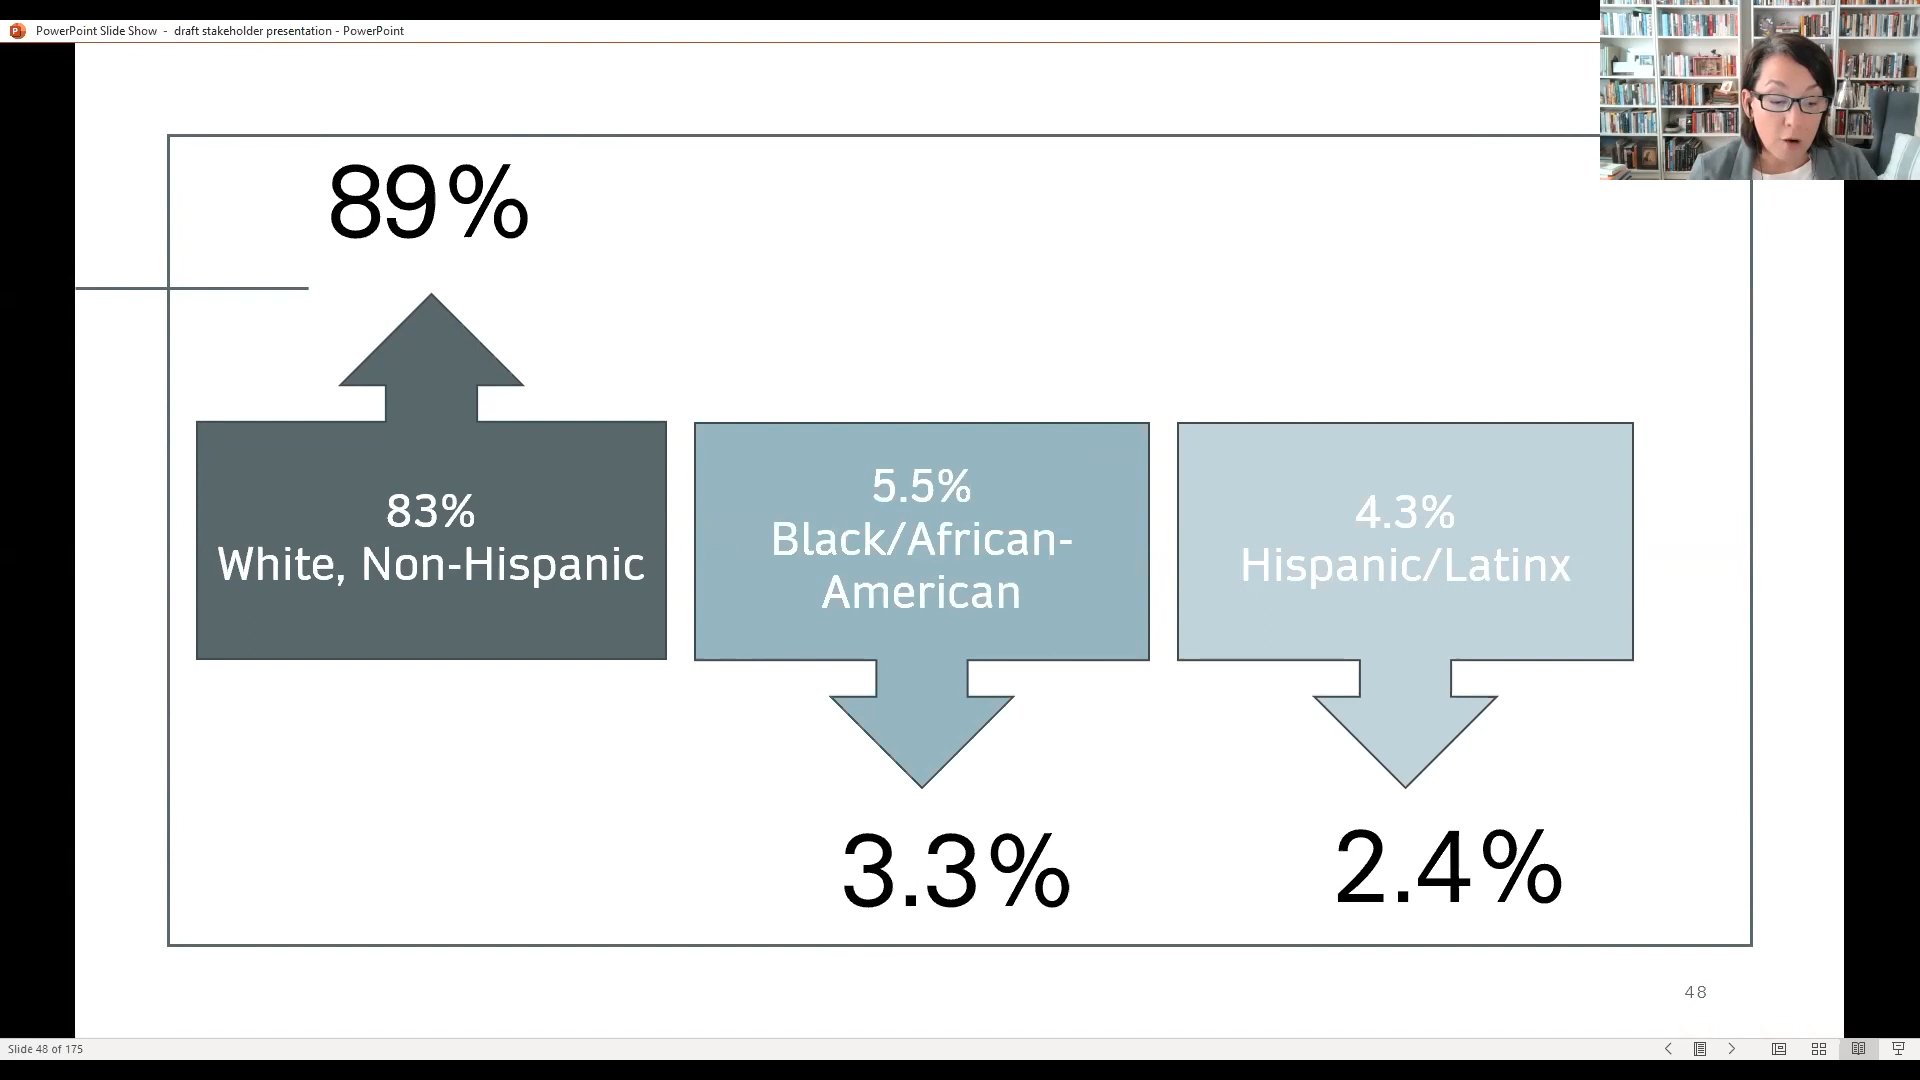 PowerPoint Slide Show - draft stakeholder presentation - PowerPoint
89%
83%
White, Non-Hispanic
5.5%
Black/African-
American
4.3%
Hispanic/Latinx
3.3%
2.4%
48
Slide 48 of 175